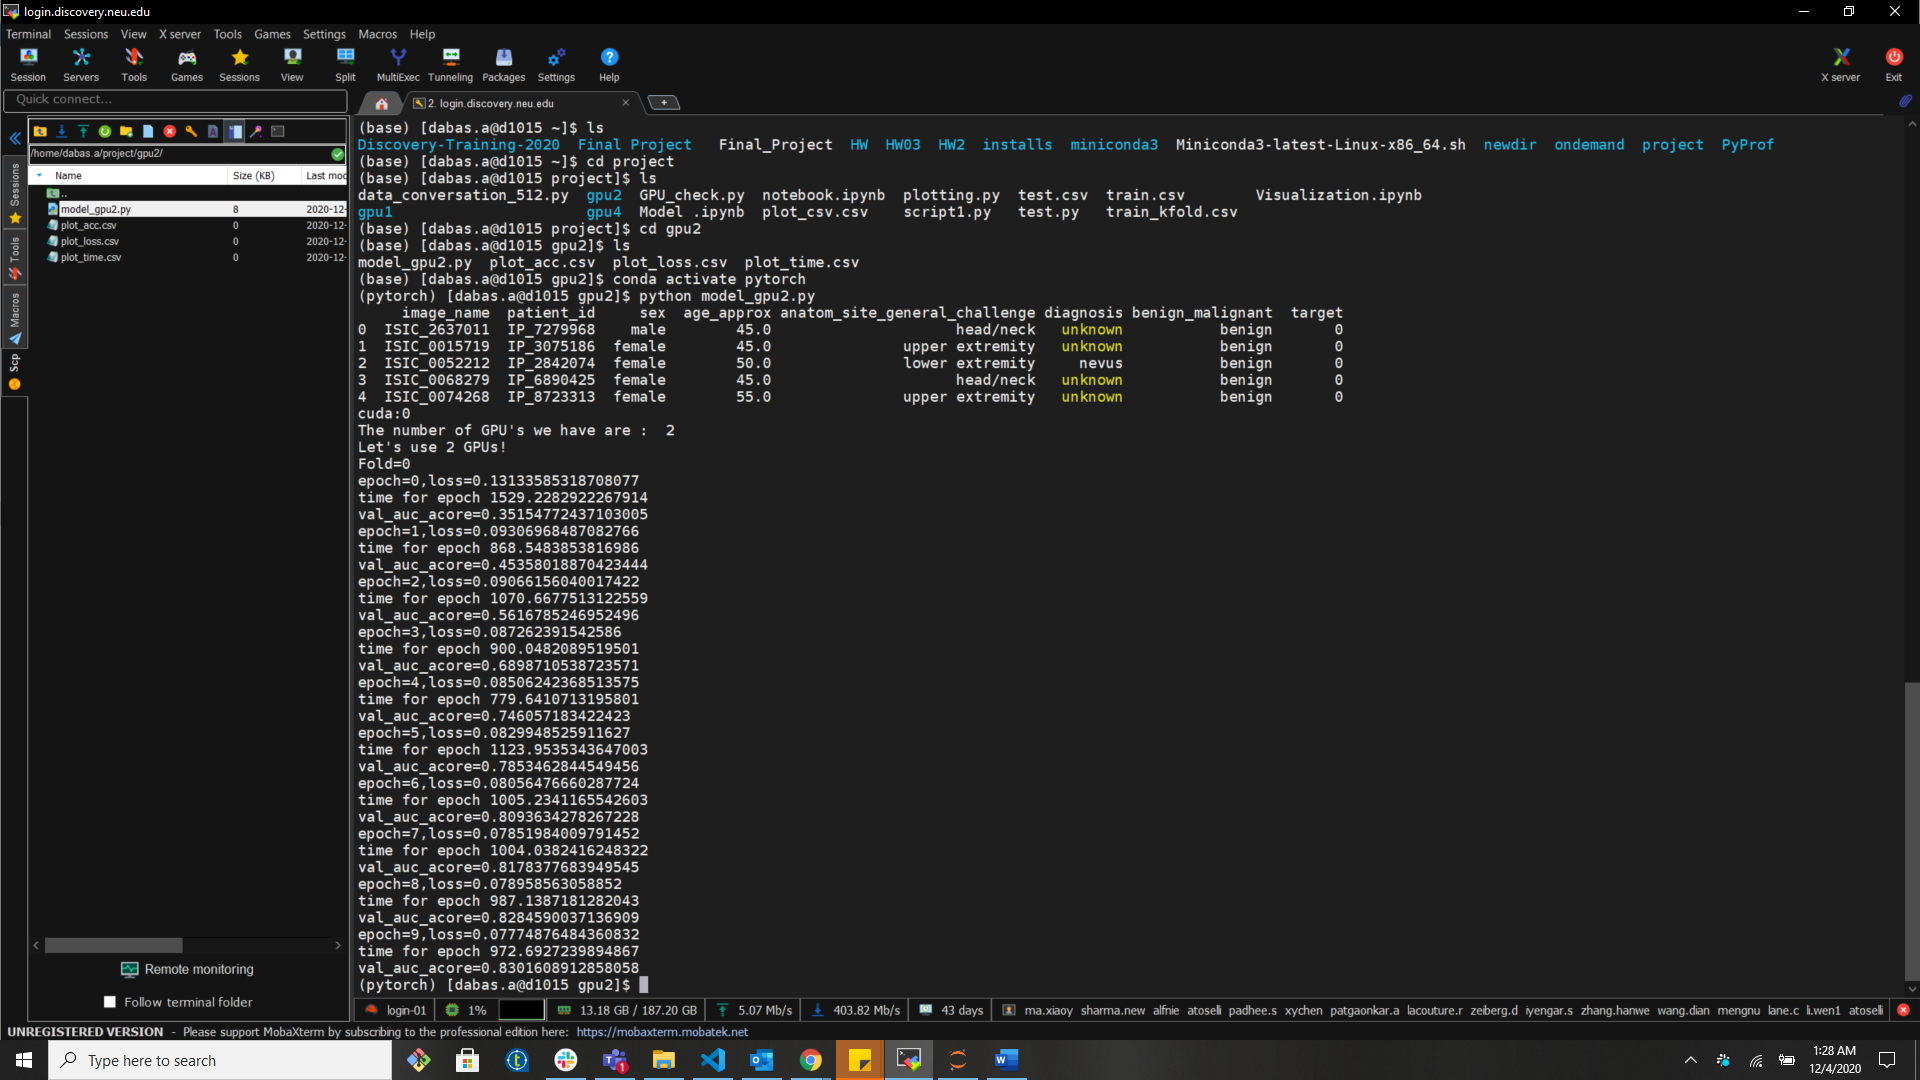 login.discovery.neu.edu
Terminal Sessions View X server Tools Games Settings Macros Help
Session Servers Tools Games Sessions View Split MultiExec Tunneling Packages Settings Help X server Exit
Quick connect...
2. login.discovery.neu.edu
/home/dabas.a/project/gpu2/
Name Size (KB) Last mod
..
model_gpu2.py 8 2020-12-
plot_acc.csv 0 2020-12-
plot_loss.csv 0 2020-12-
plot_time.csv 0 2020-12-
Sessions
Tools
Macros
Scp
(base) [dabas.a@d1015 ~]$ ls
Discovery-Training-2020 Final Project Final_Project HW HW03 HW2 installs miniconda3 Miniconda3-latest-Linux-x86_64.sh newdir ondemand project PyProf
(base) [dabas.a@d1015 ~]$ cd project
(base) [dabas.a@d1015 project]$ ls
data_conversation_512.py gpu2 GPU_check.py notebook.ipynb plotting.py test.csv train.csv Visualization.ipynb
gpu1 gpu4 Model .ipynb plot_csv.csv script1.py test.py train_kfold.csv
(base) [dabas.a@d1015 project]$ cd gpu2
(base) [dabas.a@d1015 gpu2]$ ls
model_gpu2.py plot_acc.csv plot_loss.csv plot_time.csv
(base) [dabas.a@d1015 gpu2]$ conda activate pytorch
(pytorch) [dabas.a@d1015 gpu2]$ python model_gpu2.py
image_name patient_id sex age_approx anatom_site_general_challenge diagnosis benign_malignant target
0 ISIC_2637011 IP_7279968 male 45.0 head/neck unknown benign 0
1 ISIC_0015719 IP_3075186 female 45.0 upper extremity unknown benign 0
2 ISIC_0052212 IP_2842074 female 50.0 lower extremity nevus benign 0
3 ISIC_0068279 IP_6890425 female 45.0 head/neck unknown benign 0
4 ISIC_0074268 IP_8723313 female 55.0 upper extremity unknown benign 0
cuda:0
The number of GPU's we have are : 2
Let's use 2 GPUs!
Fold=0
epoch=0,loss=0.13133585318708077
time for epoch 1529.2282922267914
val_auc_acore=0.35154772437103005
epoch=1,loss=0.09306968487082766
time for epoch 868.5483853816986
val_auc_acore=0.45358018870423444
epoch=2,loss=0.09066156040017422
time for epoch 1070.6677513122559
val_auc_acore=0.5616785246952496
epoch=3,loss=0.087262391542586
time for epoch 900.0482089519501
val_auc_acore=0.6898710538723571
epoch=4,loss=0.08506242368513575
time for epoch 779.6410713195801
val_auc_acore=0.746057183422423
epoch=5,loss=0.0829948525911627
time for epoch 1123.9535343647003
val_auc_acore=0.7853462844549456
epoch=6,loss=0.08056476660287724
time for epoch 1005.2341165542603
val_auc_acore=0.8093634278267228
epoch=7,loss=0.07851984009791452
time for epoch 1004.0382416248322
val_auc_acore=0.8178377683949545
epoch=8,loss=0.078958563058852
time for epoch 987.1387181282043
val_auc_acore=0.8284590037136909
epoch=9,loss=0.07774876484360832
time for epoch 972.6927239894867
val_auc_acore=0.8301608912858058
(pytorch) [dabas.a@d1015 gpu2]$
Remote monitoring
Follow terminal folder
login-01 1% 13.18 GB / 187.20 GB 5.07 Mb/s 403.82 Mb/s 43 days ma.xiaoy sharma.new alfnie atoseli padhee.s xychen patgaonkar.a lacouture.r zeiberg.d iyengar.s zhang.hanwe wang.dian mengnu lane.c li.wen1 atoseli
UNREGISTERED VERSION - Please support MobaXterm by subscribing to the professional edition here: https://mobaxterm.mobatek.net
Type here to search
1
1:28 AM
12/4/2020